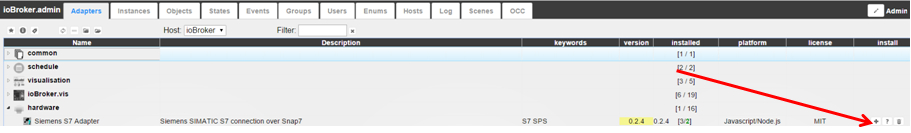 ioBroker.admin Adapters Instances Objects States Events Groups Users Enums Hosts Log Scenes OCC Admin
Host: ioBroker Filter:
Name Description keywords version installed platform license install
common [1 / 1]
schedule [2 / 2]
visualisation [3 / 5]
ioBroker.vis [6 / 19]
hardware [1 / 16]
Siemens S7 Adapter Siemens SIMATIC S7 connection over Snap7 S7 SPS 0.2.4 0.2.4 [3/2] Javascript/Node.js MIT